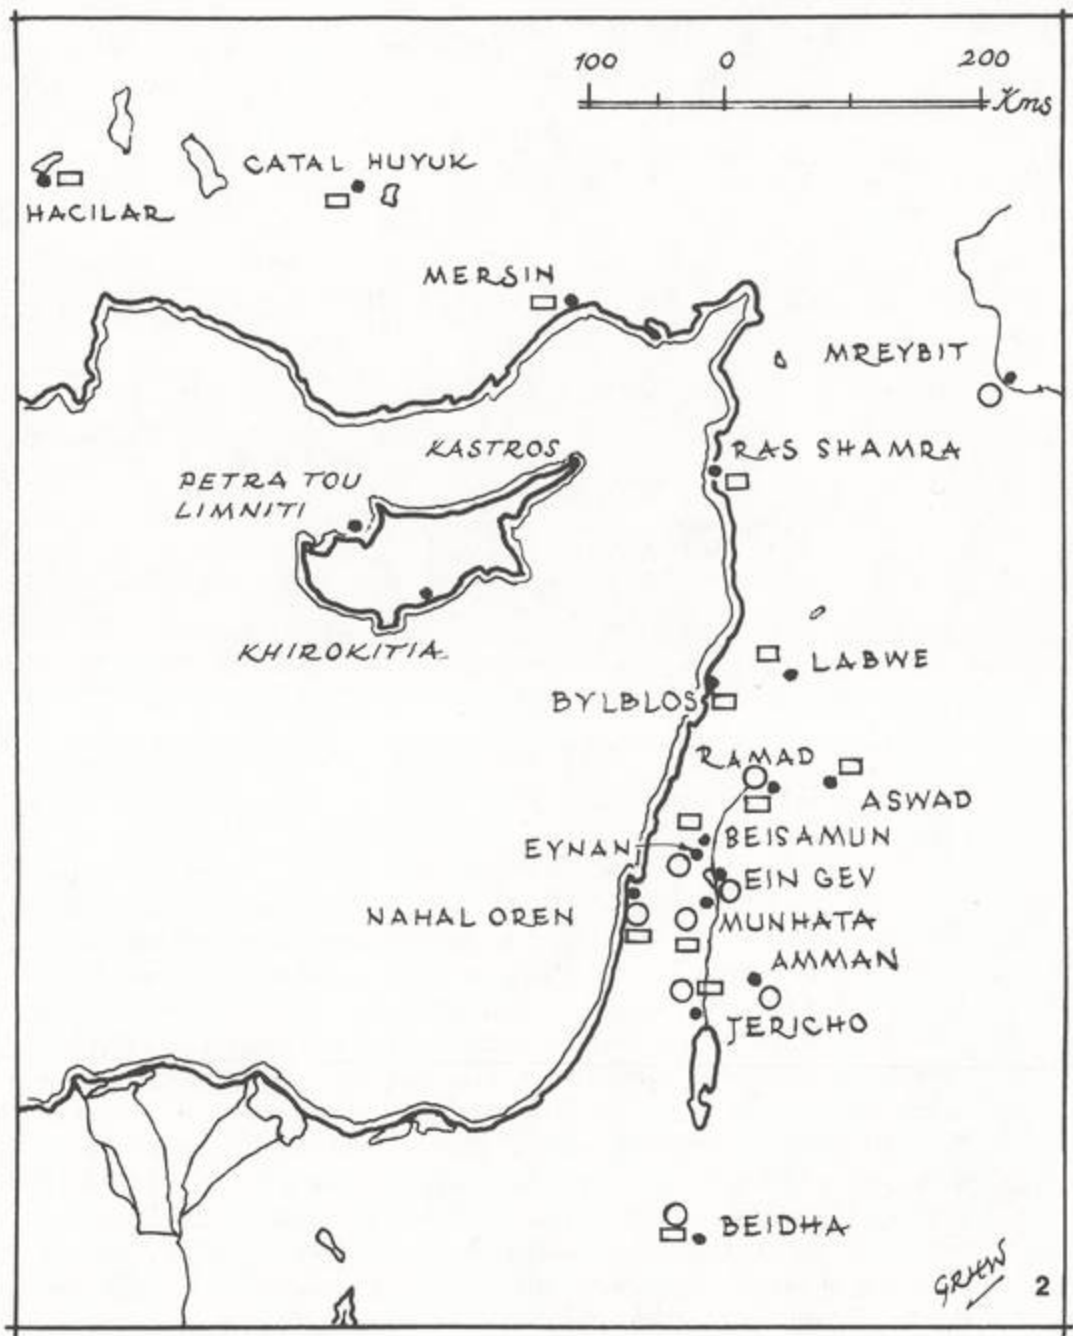 100 0 200
Kms
CATAL HUYUK
HACILAR
MERSIN
MREYBIT
KASTROS
RAS SHAMRA
PETRA TOU
LIMNITI
KHIROKITIA
LABWE
BYLBLOS
RAMAD
ASWAD
BEISAMUN
EYNAN
EIN GEV
NAHAL OREN
MUNHATA
AMMAN
JERICHO
BEIDHA
GRHW
2